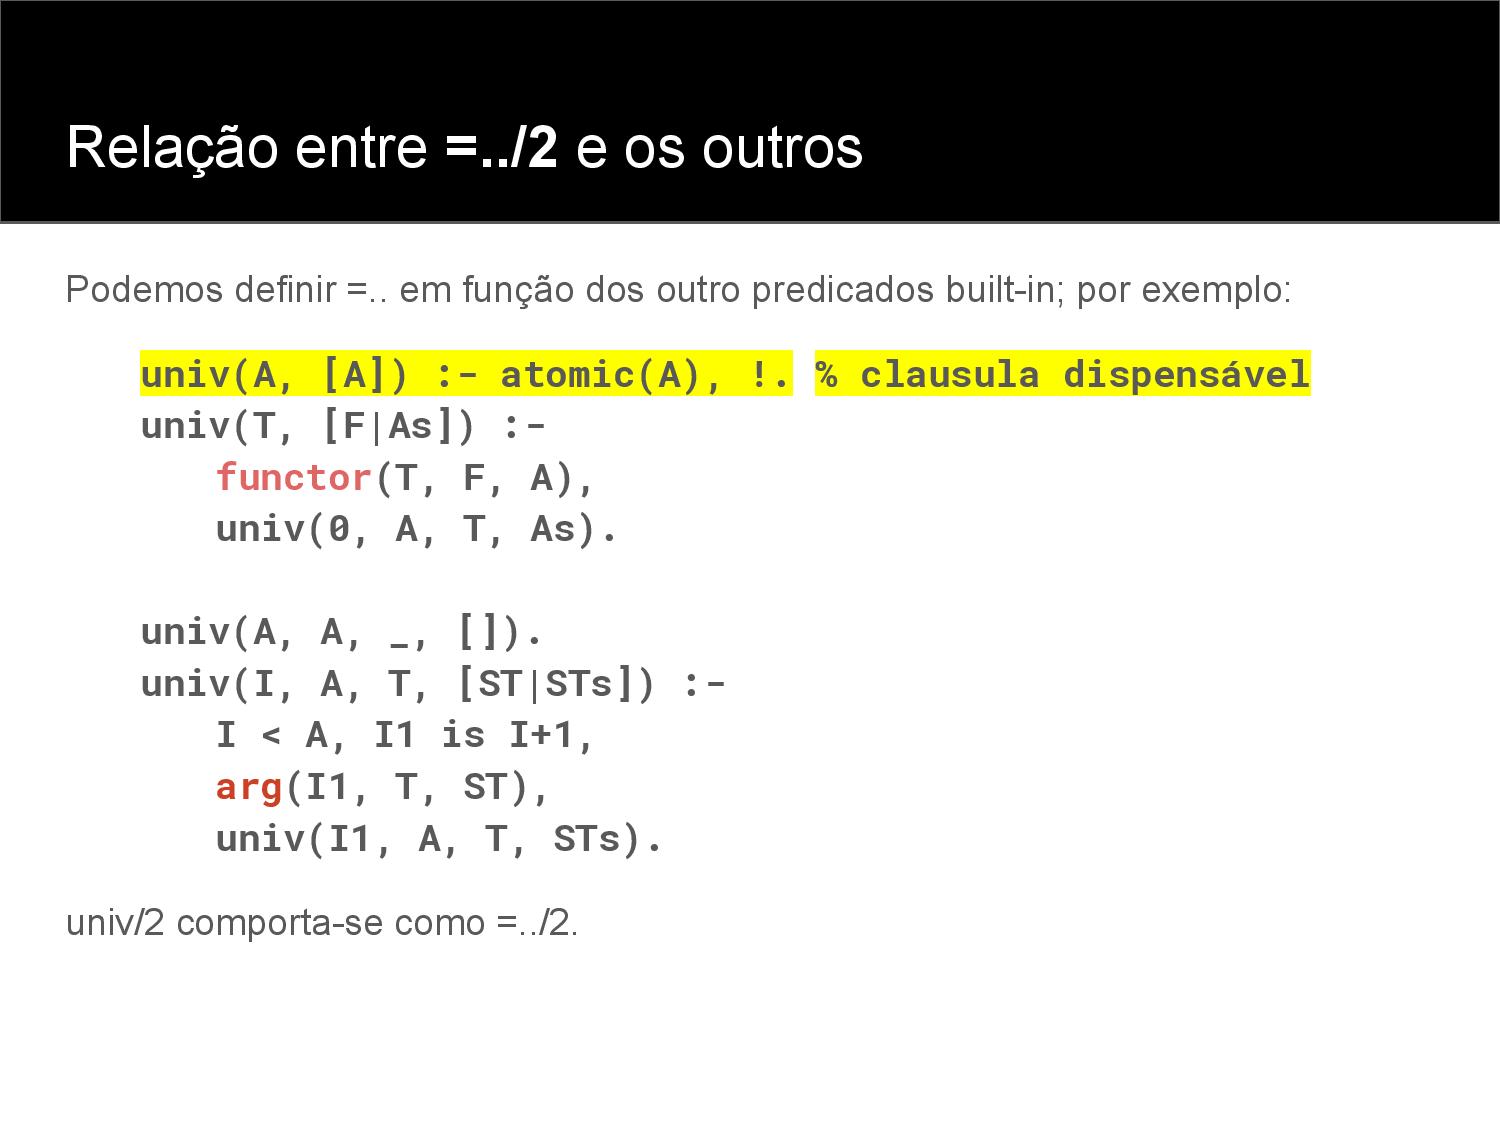 Relação entre =../2 e os outros
Podemos definir =.. em função dos outro predicados built-in; por exemplo:
univ(A, [A]) :- atomic(A), !. % clausula dispensável
univ(T, [F|As]) :-
functor(T, F, A),
univ(0, A, T, As).
univ(A, A, _, []).
univ(I, A, T, [ST|STs]) :-
I < A, I1 is I+1,
arg(I1, T, ST),
univ(I1, A, T, STs).
univ/2 comporta-se como =../2.